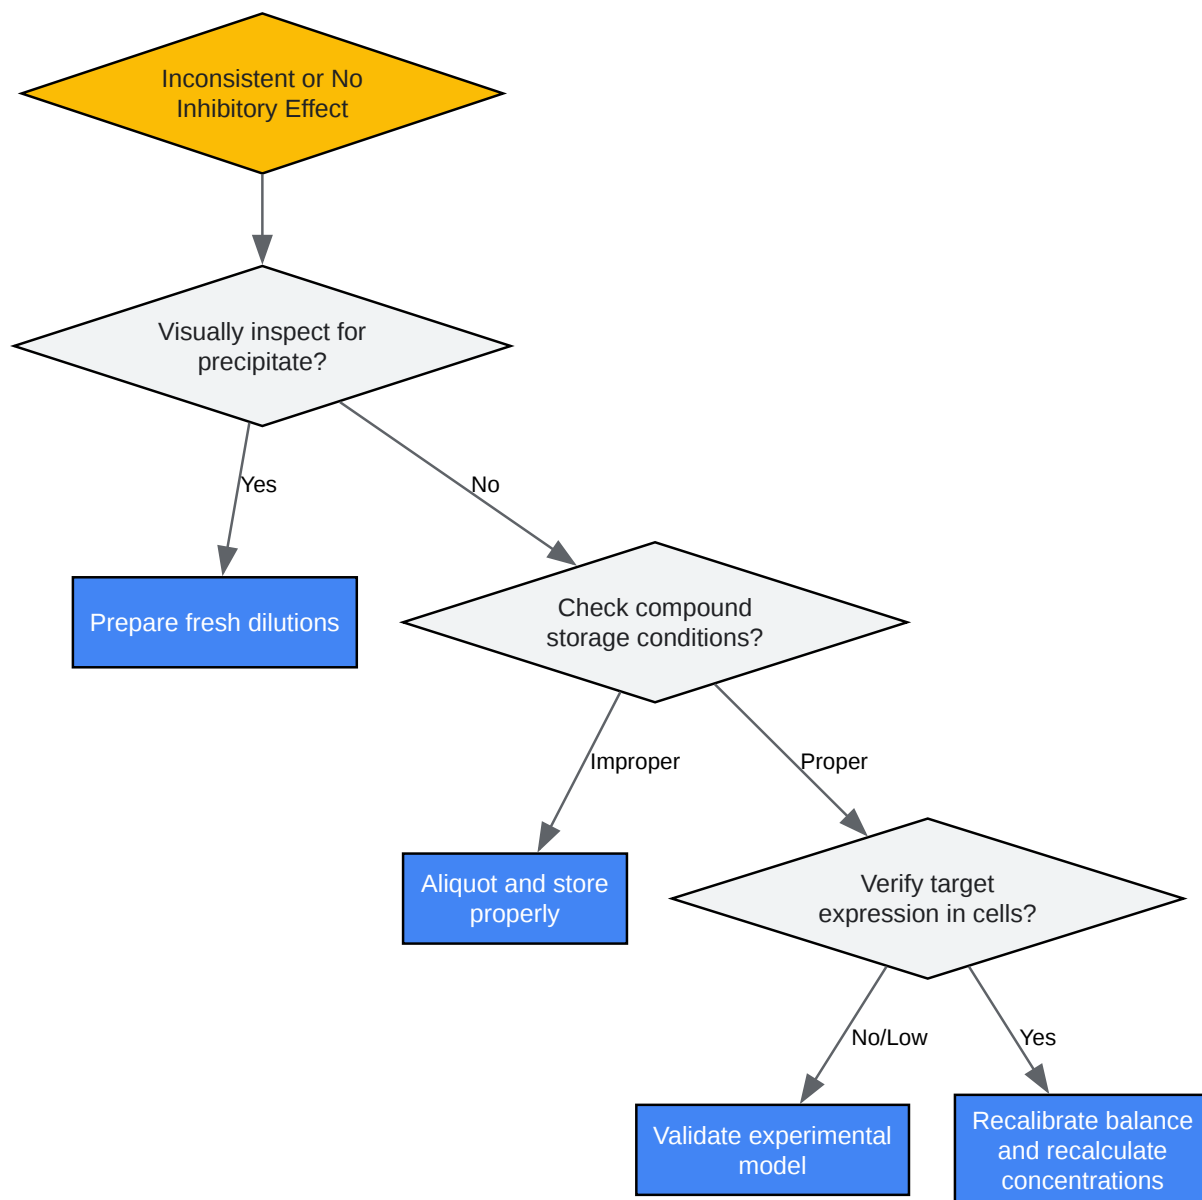 Inconsistent or No
Inhibitory Effect
Visually inspect for
precipitate?
Yes
No
Prepare fresh dilutions
Check compound
storage conditions?
Improper
Proper
Aliquot and store
properly
Verify target
expression in cells?
No/Low
Yes
Validate experimental
model
Recalibrate balance
and recalculate
concentrations